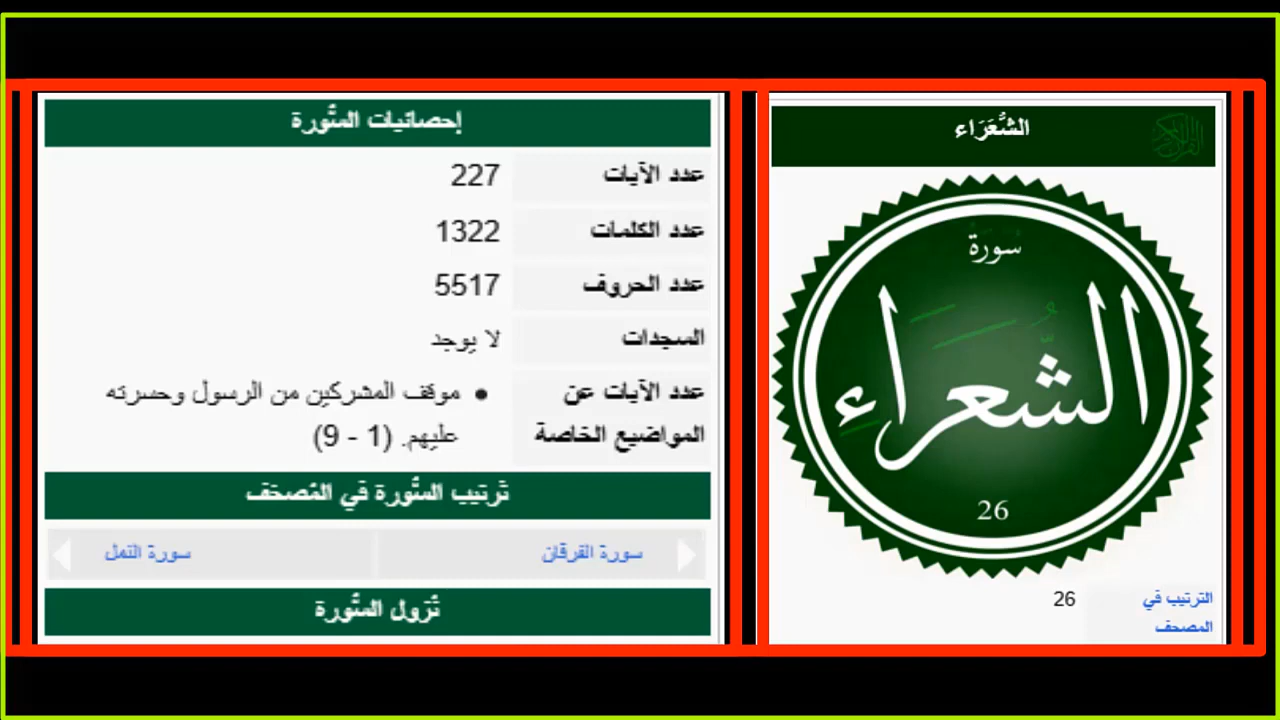 الشُّعَرَاء
سورة
الشُّعَرَاء
26
الترتيب في 26
المصحف
إحصائيات السُّورة
عدد الآيات 227
عدد الكلمات 1322
عدد الحروف 5517
السجدات لا يوجد
عدد الآيات عن • موقف المشركين من الرسول وحسرته
المواضيع الخاصة عليهم. (1 - 9)
تَرتيب السُّورة في المُصحَف
سورة الفرقان سورة النمل
نُزول السُّورة